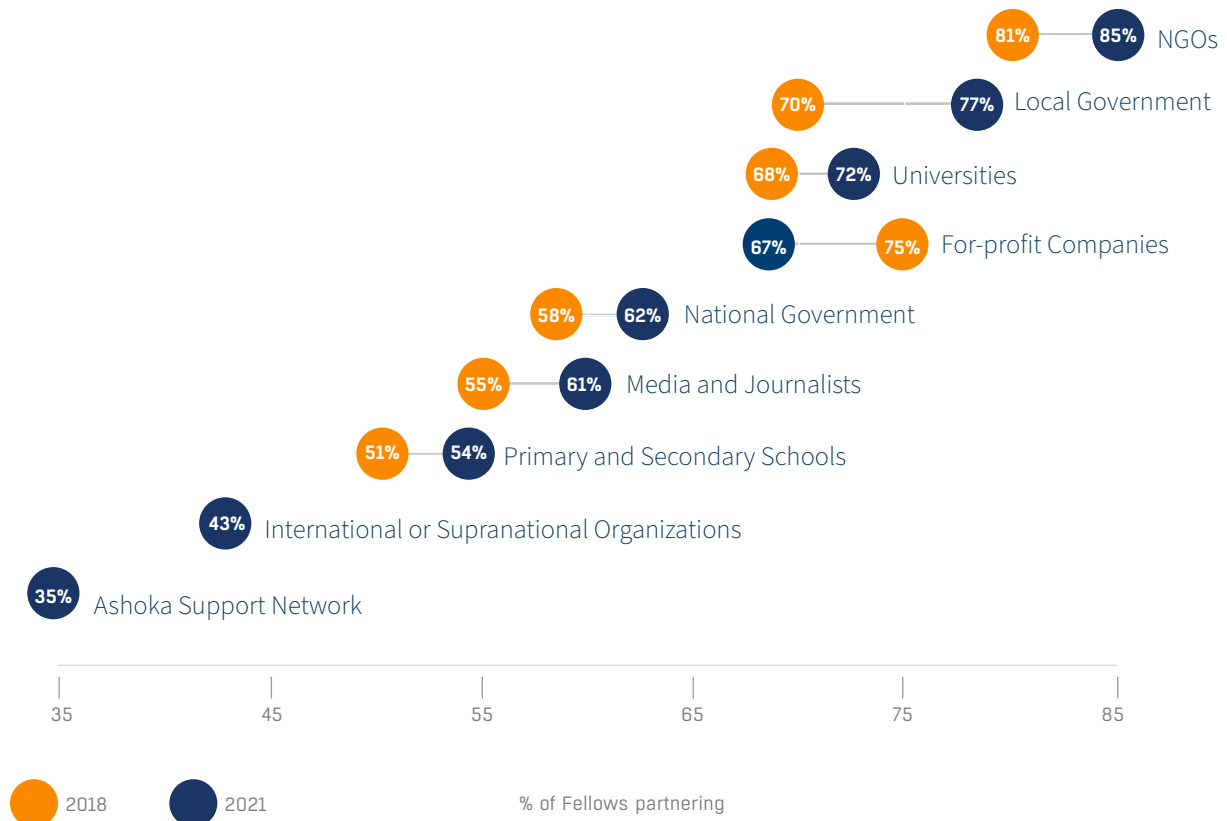 81% 85% NGOs
70% 77% Local Government
68% 72% Universities
67% 75% For-profit Companies
58% 62% National Government
55% 61% Media and Journalists
51% 54% Primary and Secondary Schools
43% International or Supranational Organizations
35% Ashoka Support Network
35 45 55 65 75 85
2018 2021 % of Fellows partnering